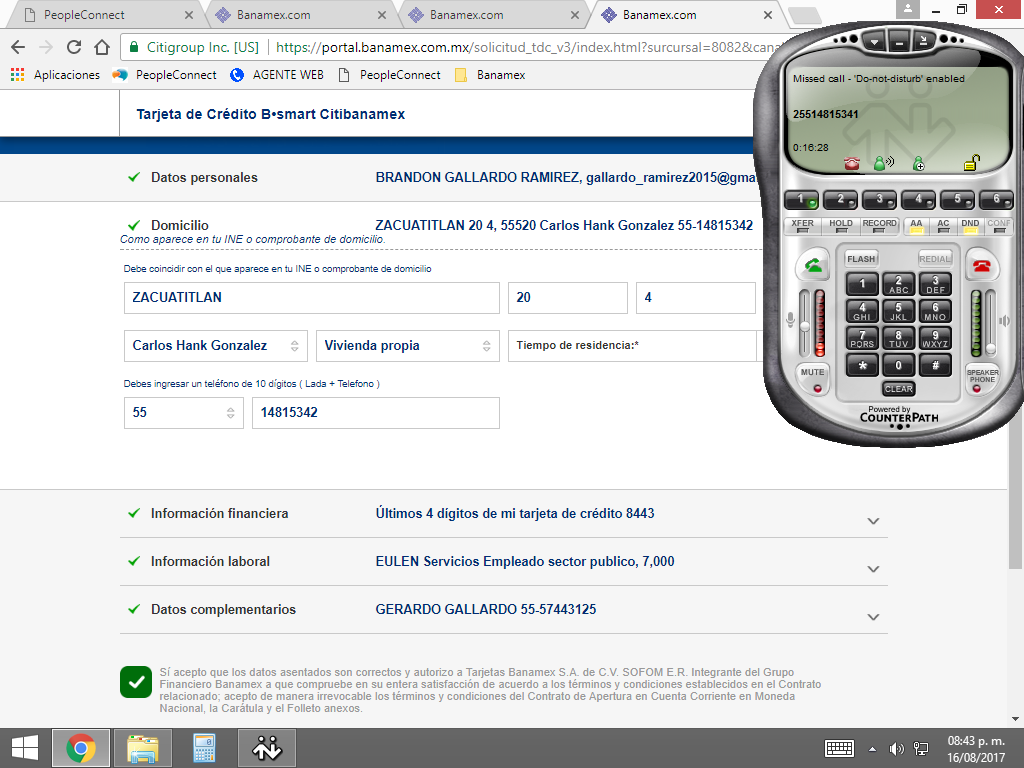 PeopleConnect
Banamex.com
Banamex.com
Banamex.com
Citigroup Inc. [US] https://portal.banamex.com.mx/solicitud_tdc_v3/index.html?sursursal=8082&cana
Aplicaciones PeopleConnect AGENTE WEB PeopleConnect Banamex
Tarjeta de Crédito B•smart Citibanamex
Datos personales BRANDON GALLARDO RAMIREZ, gallardo_ramirez2015@gma
Domicilio ZACUATITLAN 20 4, 55520 Carlos Hank Gonzalez 55-14815342
Como aparece en tu INE o comprobante de domicilio.
Debe coincidir con el que aparece en tu INE o comprobante de domicilio
ZACUATITLAN 20 4
Carlos Hank Gonzalez Vivienda propia Tiempo de residencia:*
Debes ingresar un teléfono de 10 dígitos ( Lada + Telefono )
55 14815342
Información financiera Últimos 4 dígitos de mi tarjeta de crédito 8443
Información laboral EULEN Servicios Empleado sector publico, 7,000
Datos complementarios GERARDO GALLARDO 55-57443125
Sí acepto que los datos asentados son correctos y autorizo a Tarjetas Banamex S.A. de C.V. SOFOM E.R. Integrante del Grupo
Financiero Banamex a que compruebe en su entera satisfacción de acuerdo a los términos y condiciones establecidos en el Contrato
relacionado; acepto de manera irrevocable los términos y condiciones del Contrato de Apertura en Cuenta Corriente en Moneda
Nacional, la Carátula y el Folleto anexos.
Missed call - 'Do-not-disturb' enabled
25514815341
0:16:28
1 2 3 4 5 6
XFER HOLD RECORD AA AC DND CONF
FLASH REDIAL
1 2 ABC 3 DEF
4 GHI 5 JKL 6 MNO
7 PQRS 8 TUV 9 WXYZ
* 0 #
MUTE
SPEAKER
PHONE
CLEAR
Powered by
COUNTERPATH
08:43 p. m.
16/08/2017